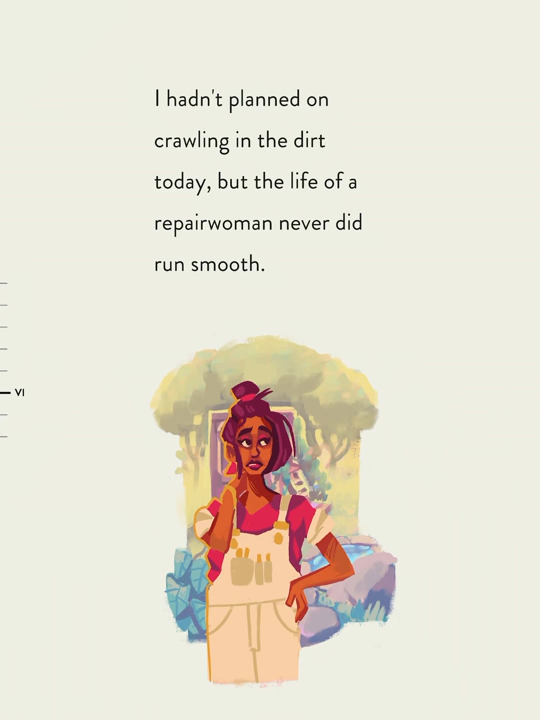 I hadn't planned on
crawling in the dirt
today, but the life of a
repairwoman never did
run smooth.
VI